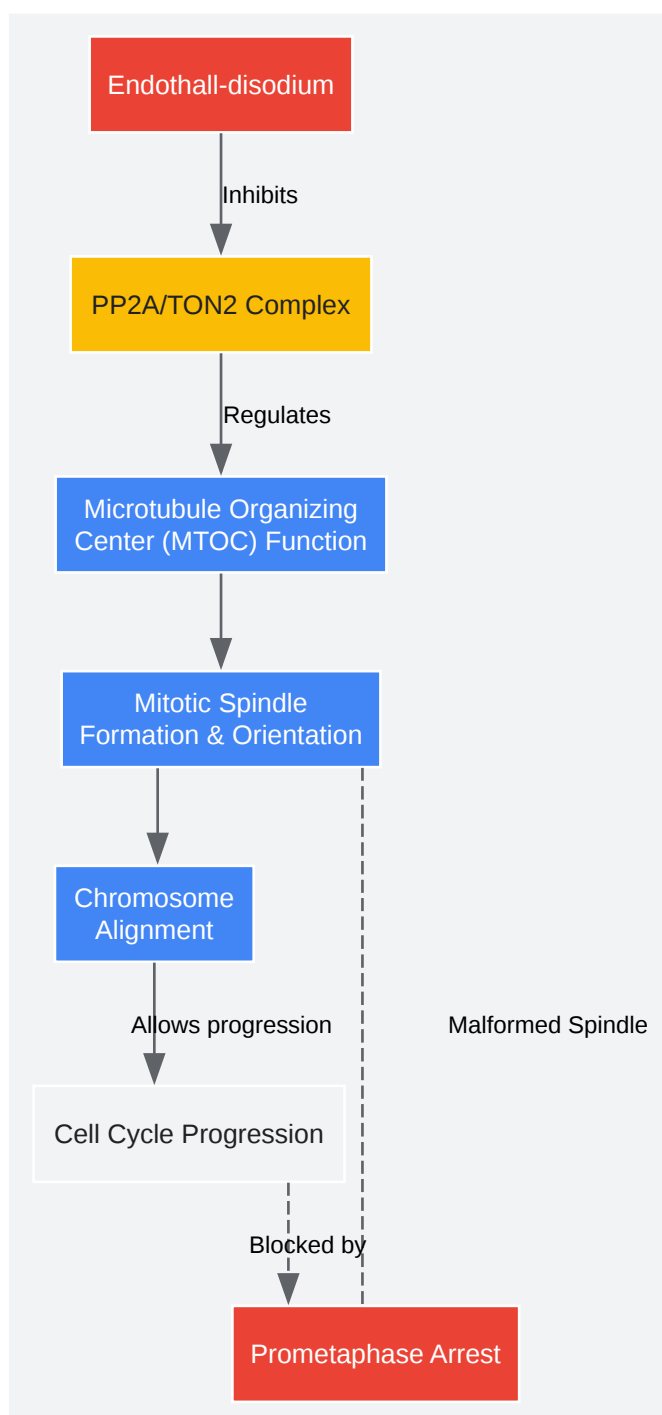 Endothall-disodium
Inhibits
PP2A/TON2 Complex
Regulates
Microtubule Organizing
Center (MTOC) Function
Mitotic Spindle
Formation & Orientation
Chromosome
Alignment
Allows progression
Malformed Spindle
Cell Cycle Progression
Blocked by
Prometaphase Arrest